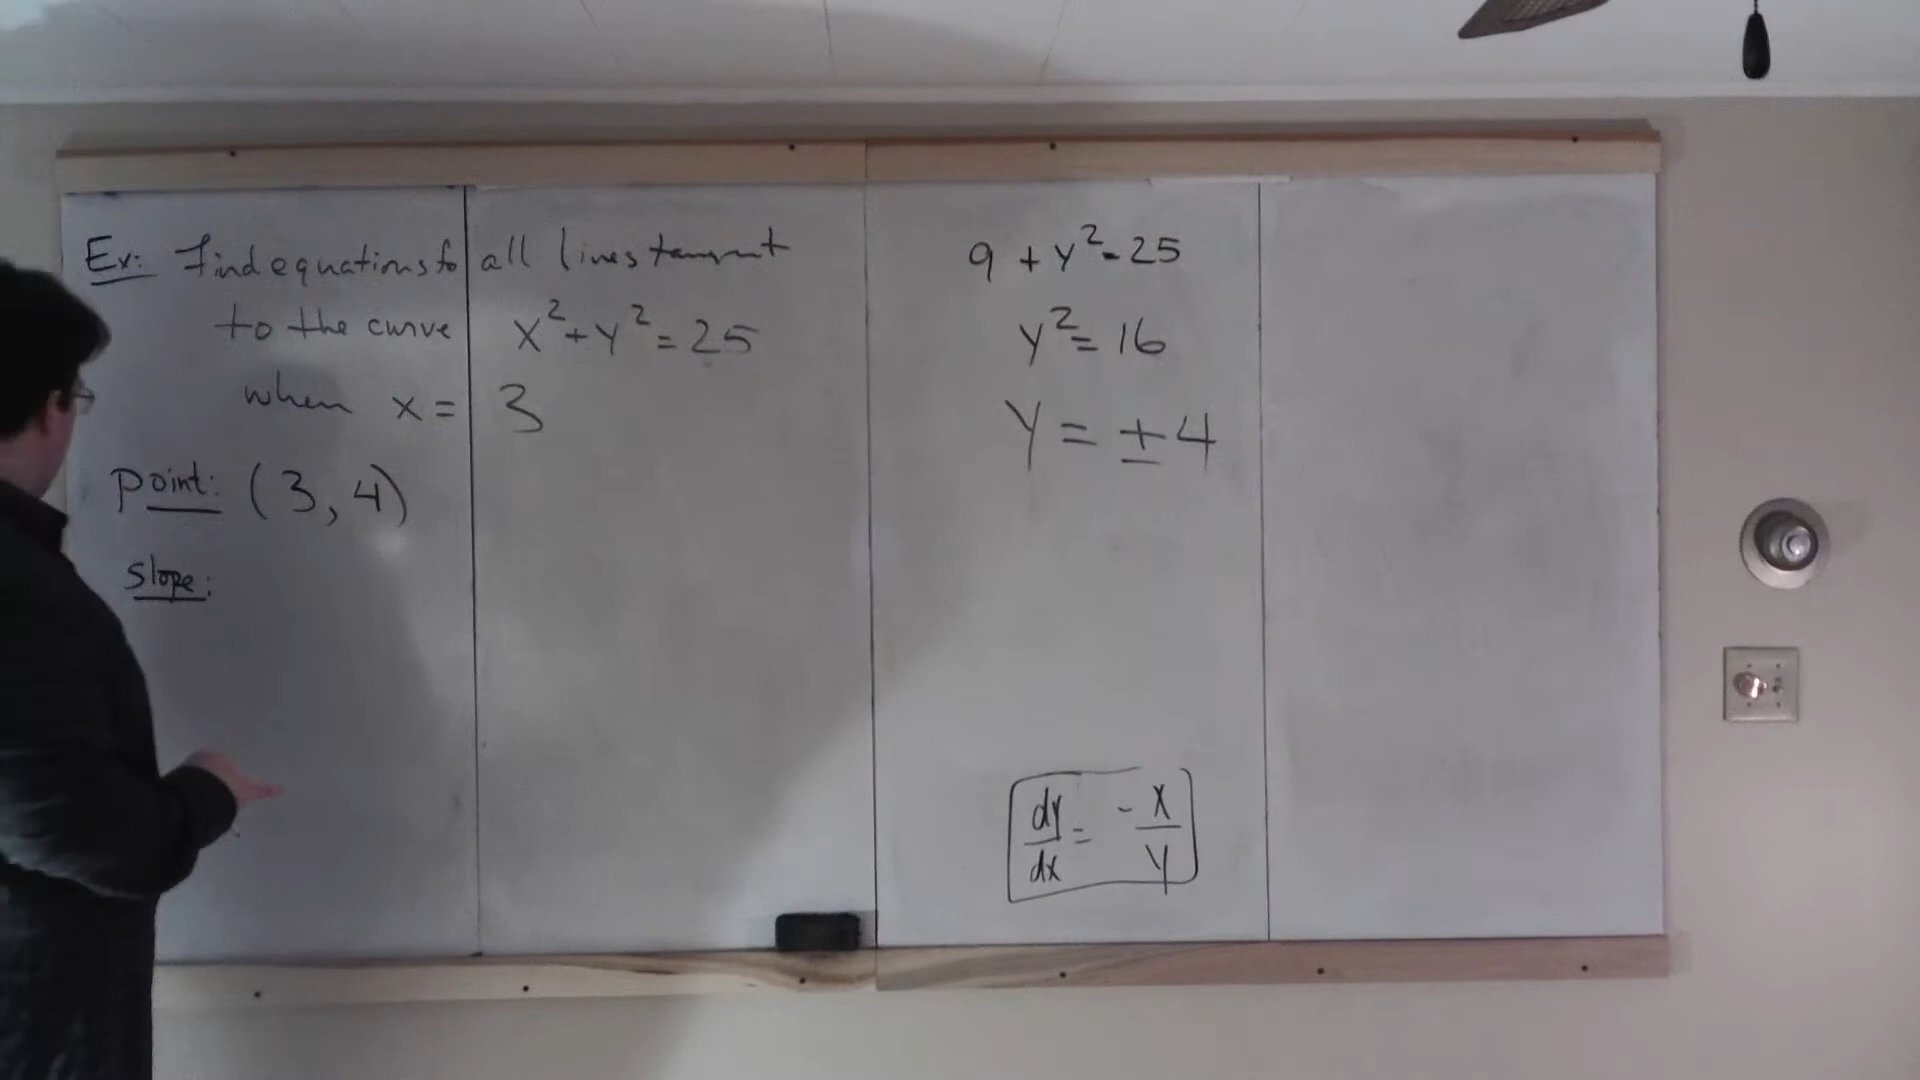 Ex: Find equations to all lines tangent
to the curve x²+y²=25
when x = 3
point: (3, 4)
slope:
9 + y²=25
y²=16
y = ±4
dy/dx = -x/y